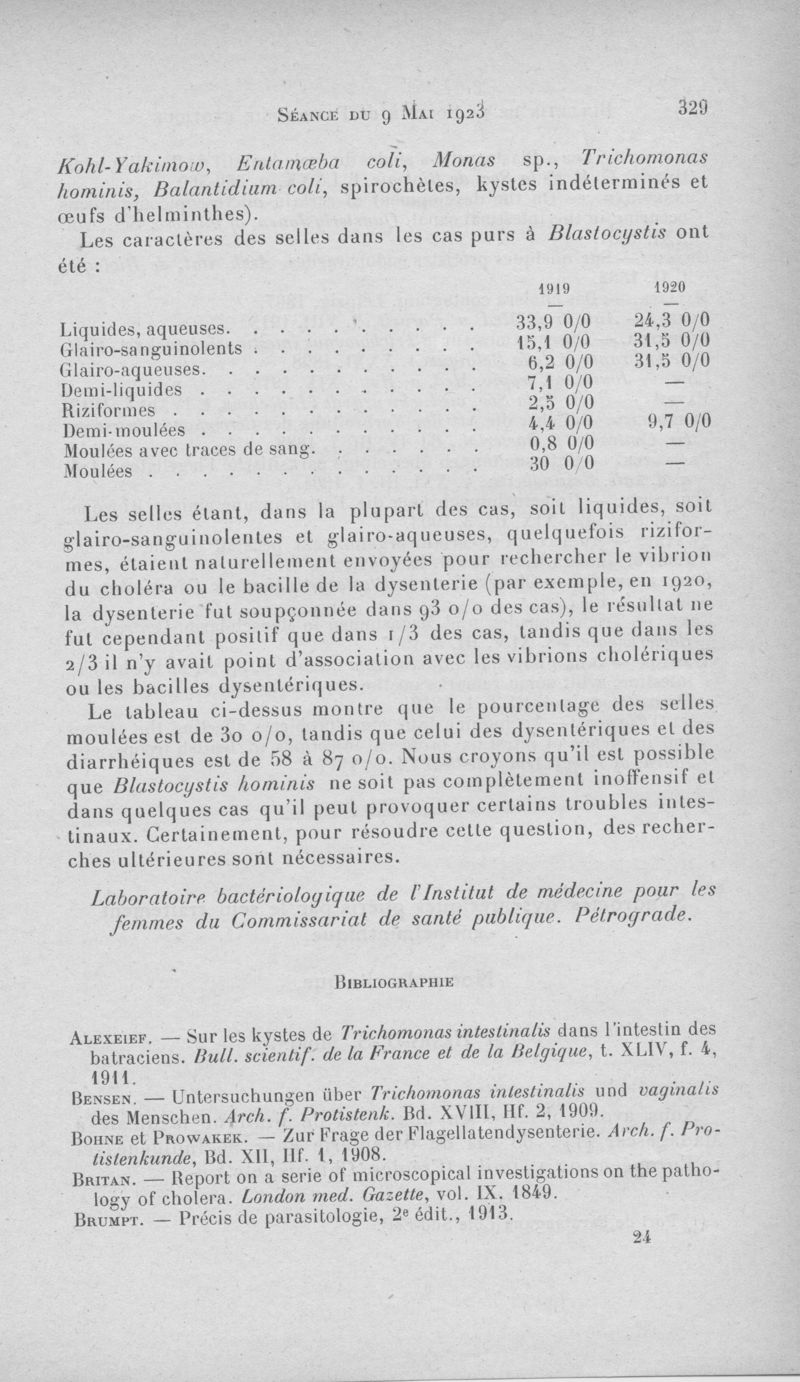 Séance du 9 Mai 1923 329
Kohl-Yakimow, Entamœba coli, Monas sp., Trichomonas
hominis, Balantidium coli, spirochètes, kystes indéterminés et
œufs d'helminthes).
Les caractères des selles dans les cas purs à Blastocystis ont
été :
1919 1920
Liquides, aqueuses. . . . . . . . . . 33,9 0/0 24,3 0/0
Glairo-sanguinolents . . . . . . . . . 15,1 0/0 31,5 0/0
Glairo-aqueuses. . . . . . . . . . . 6,2 0/0 31,5 0/0
Demi-liquides . . . . . . . . . . . 7,1 0/0 —
Riziformes . . . . . . . . . . . . 2,5 0/0 —
Demi-moulées . . . . . . . . . . . 4,4 0/0 9,7 0/0
Moulées avec traces de sang. . . . . . . 0,8 0/0 —
Moulées . . . . . . . . . . . . . 30 0/0 —
Les selles étant, dans la plupart des cas, soit liquides, soit
glairo-sanguinolentes et glairo-aqueuses, quelquefois rizifor-
mes, étaient naturellement envoyées pour rechercher le vibrion
du choléra ou le bacille de la dysenterie (par exemple, en 1920,
la dysenterie fut soupçonnée dans 93 0/0 des cas), le résultat ne
fut cependant positif que dans 1/3 des cas, tandis que dans les
2/3 il n'y avait point d'association avec les vibrions cholériques
ou les bacilles dysentériques.
Le tableau ci-dessus montre que le pourcentage des selles
moulées est de 30 0/0, tandis que celui des dysentériques et des
diarrhéiques est de 58 à 87 0/0. Nous croyons qu'il est possible
que Blastocystis hominis ne soit pas complètement inoffensif et
dans quelques cas qu'il peut provoquer certains troubles intes-
tinaux. Certainement, pour résoudre cette question, des recher-
ches ultérieures sont nécessaires.
Laboratoire bactériologique de l'Institut de médecine pour les
femmes du Commissariat de santé publique. Pétrograde.
Bibliographie
Alexeief. — Sur les kystes de Trichomonas intestinalis dans l'intestin des
batraciens. Bull. scientif. de la France et de la Belgique, t. XLIV, f. 4,
1911.
Bensen. — Untersuchungen über Trichomonas intestinalis und vaginalis
des Menschen. Arch. f. Protistenk. Bd. XVIII, Hf. 2, 1909.
Bohne et Prowakek. — Zur Frage der Flagellatendysenterie. Arch. f. Pro-
tistenkunde, Bd. XII, Hf. 1, 1908.
Britan. — Report on a serie of microscopical investigations on the patho-
logy of cholera. London med. Gazette, vol. IX. 1849.
Brumpt. — Précis de parasitologie, 2e édit., 1913.
24